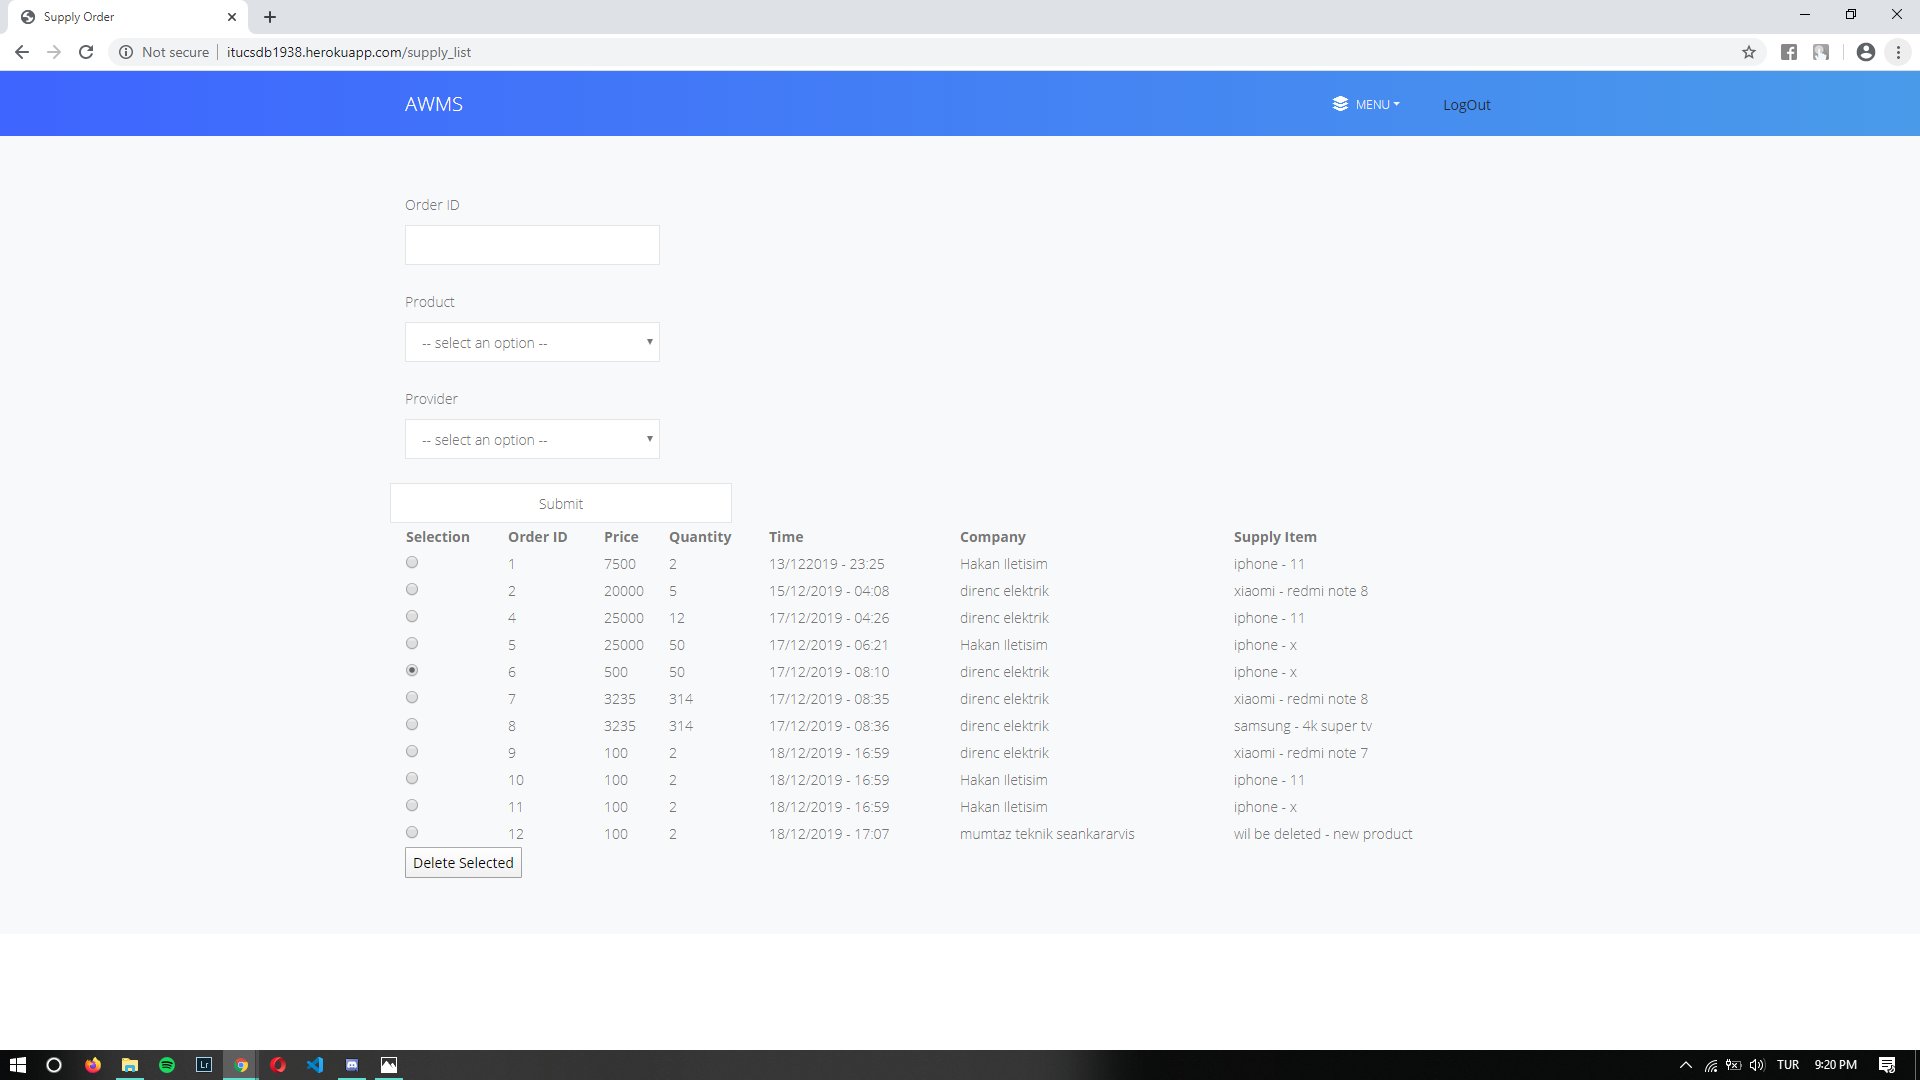 Supply Order
Not secure itucsdb1938.herokuapp.com/supply_list
AWMS MENU LogOut
Order ID
Product
-- select an option --
Provider
-- select an option --
Submit
Selection Order ID Price Quantity Time Company Supply Item
1 7500 2 13/122019 - 23:25 Hakan Iletisim iphone - 11
2 20000 5 15/12/2019 - 04:08 direnc elektrik xiaomi - redmi note 8
4 25000 12 17/12/2019 - 04:26 direnc elektrik iphone - 11
5 25000 50 17/12/2019 - 06:21 Hakan Iletisim iphone - x
6 500 50 17/12/2019 - 08:10 direnc elektrik iphone - x
7 3235 314 17/12/2019 - 08:35 direnc elektrik xiaomi - redmi note 8
8 3235 314 17/12/2019 - 08:36 direnc elektrik samsung - 4k super tv
9 100 2 18/12/2019 - 16:59 direnc elektrik xiaomi - redmi note 7
10 100 2 18/12/2019 - 16:59 Hakan Iletisim iphone - 11
11 100 2 18/12/2019 - 16:59 Hakan Iletisim iphone - x
12 100 2 18/12/2019 - 17:07 mumtaz teknik seankararvis wil be deleted - new product
Delete Selected
Lr TUR 9:20 PM